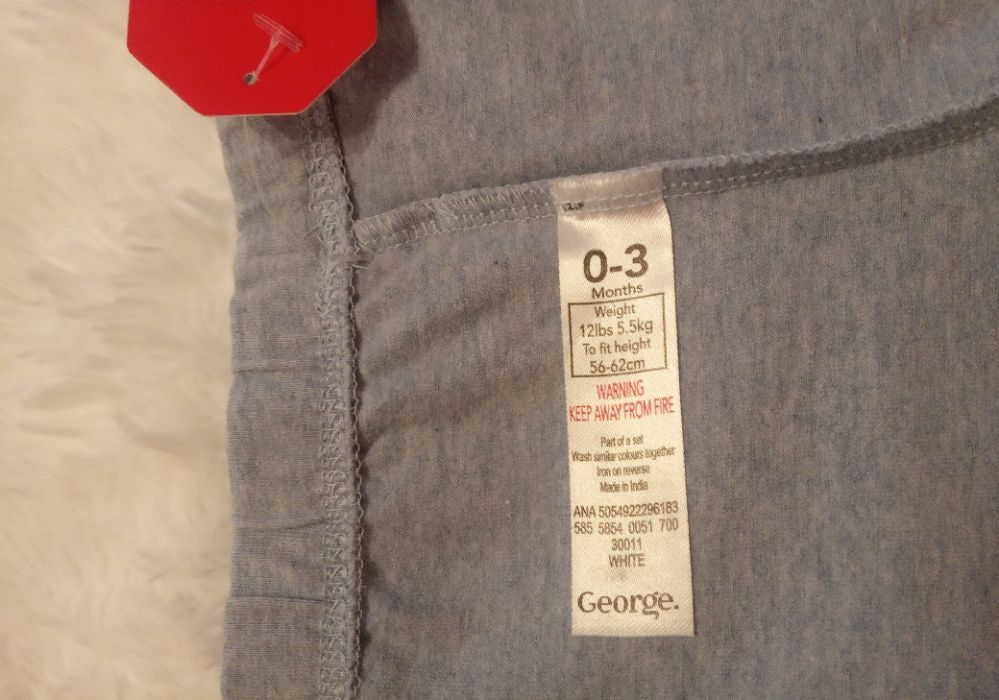 0-3
Months
Weight
12lbs 5.5kg
To fit height
56-62cm
WARNING
KEEP AWAY FROM FIRE
Part of a set
Wash similar colours together
Iron on reverse
Made in India
ANA 5054922296183
585 5854 0051 700
30011
WHITE
George.